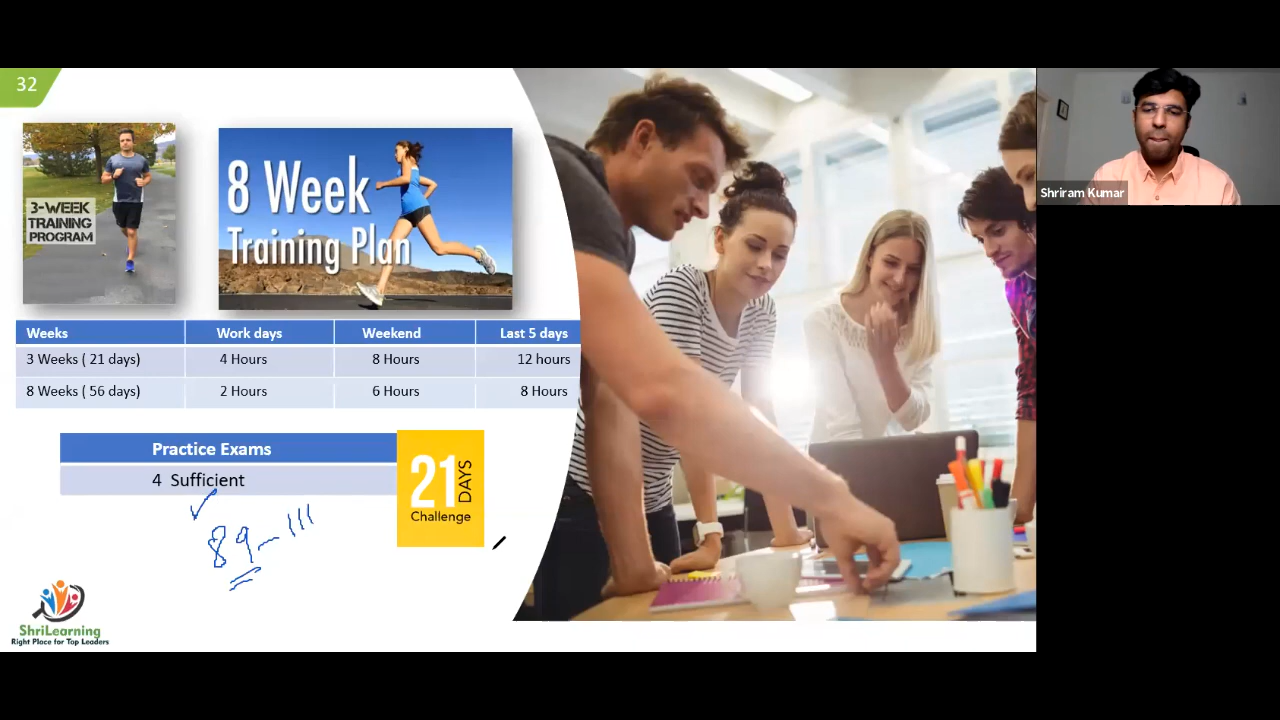 32
3-WEEK
TRAINING
PROGRAM
8 Week
Training Plan
Weeks Work days Weekend Last 5 days
3 Weeks ( 21 days) 4 Hours 8 Hours 12 hours
8 Weeks ( 56 days) 2 Hours 6 Hours 8 Hours
Practice Exams
4 Sufficient
21 DAYS
Challenge
89 - 111
ShriLearning
Right Place for Top Leaders
Shriram Kumar